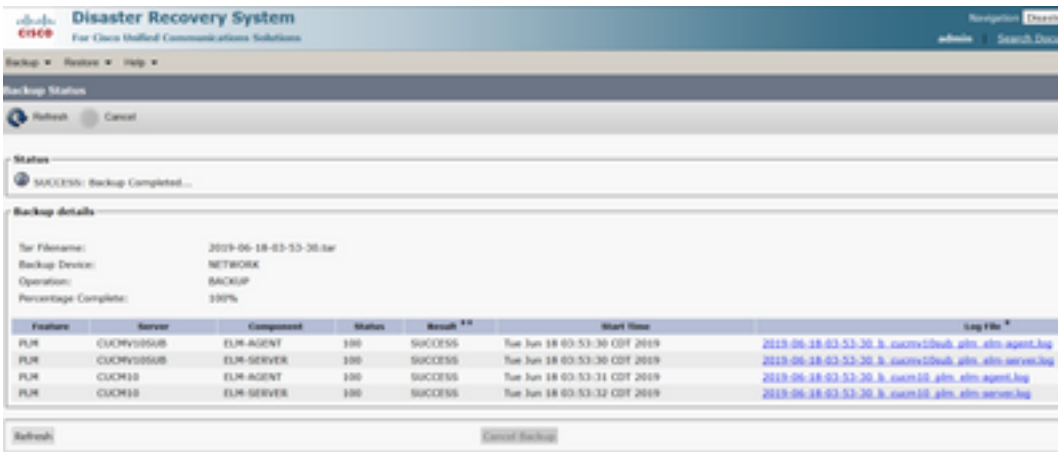 CISCO
Disaster Recovery System
For Cisco Unified Communications Solutions
Navigation Disast
admin | Search Docu
Backup Restore Help
Backup Status
Refresh Cancel
Status
SUCCESS: Backup Completed...
Backup details
Tar Filename: 2019-06-18-03-53-30.tar
Backup Device: NETWORK
Operation: BACKUP
Percentage Complete: 100%
Feature Server Component Status Result ** Start Time Log File *
PLM CUCMV10SUB ELM-AGENT 100 SUCCESS Tue Jun 18 03:53:30 CDT 2019 2019-06-18-03-53-30_b_cucmv10sub_plm_elm-agent.log
PLM CUCMV10SUB ELM-SERVER 100 SUCCESS Tue Jun 18 03:53:30 CDT 2019 2019-06-18-03-53-30_b_cucmv10sub_plm_elm-server.log
PLM CUCM10 ELM-AGENT 100 SUCCESS Tue Jun 18 03:53:31 CDT 2019 2019-06-18-03-53-30_b_cucm10_plm_elm-agent.log
PLM CUCM10 ELM-SERVER 100 SUCCESS Tue Jun 18 03:53:32 CDT 2019 2019-06-18-03-53-30_b_cucm10_plm_elm-server.log
Refresh Cancel Backup